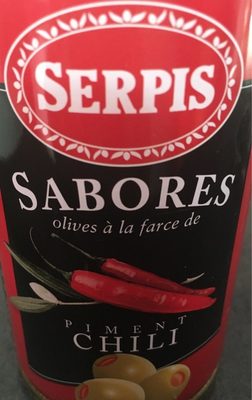 SERPIS
SABORES
olives à la farce de
PIMENT
CHILI